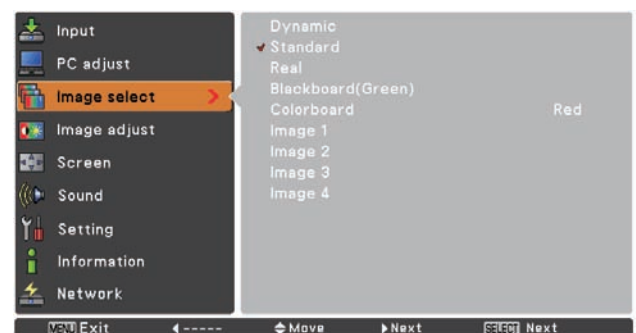 Input
PC adjust
Image select
Image adjust
Screen
Sound
Setting
Information
Network
Dynamic
Standard
Real
Blackboard(Green)
Colorboard Red
Image 1
Image 2
Image 3
Image 4
MENU Exit ◀----- Move ▶Next SELECT Next